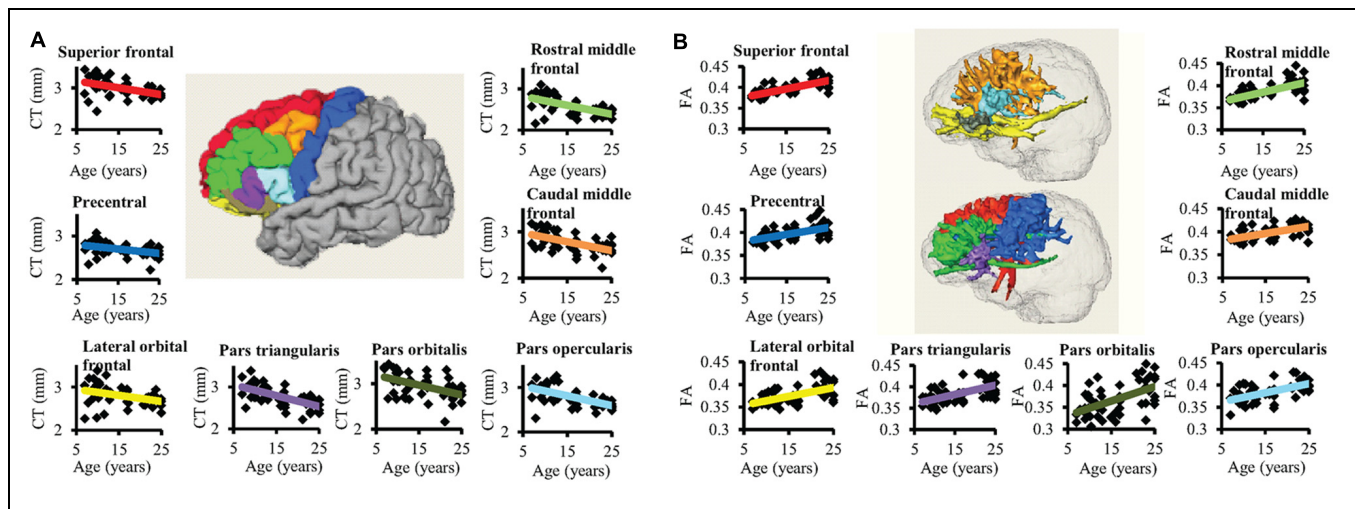 A
Superior frontal
CT (mm)
3
2
5
15
25
Age (years)
Rostral middle
frontal
CT (mm)
3
2
5
15
25
Age (years)
Precentral
CT (mm)
3
2
5
15
25
Age (years)
Caudal middle
frontal
CT (mm)
3
2
5
15
25
Age (years)
Lateral orbital
frontal
CT (mm)
3
2
5
15
25
Age (years)
Pars triangularis
CT (mm)
3
2
5
15
25
Age (years)
Pars orbitalis
CT (mm)
3
2
5
15
25
Age (years)
Pars opercularis
CT (mm)
3
2
5
15
25
Age (years)
B
Superior frontal
FA
0.45
0.4
0.35
0.3
5
15
25
Age (years)
Rostral middle
frontal
FA
0.45
0.4
0.35
0.3
5
15
25
Age (years)
Precentral
FA
0.45
0.4
0.35
0.3
5
15
25
Age (years)
Caudal middle
frontal
FA
0.45
0.4
0.35
0.3
5
15
25
Age (years)
Lateral orbital
frontal
FA
0.45
0.4
0.35
0.3
5
15
25
Age (years)
Pars triangularis
FA
0.45
0.4
0.35
0.3
5
15
25
Age (years)
Pars orbitalis
FA
0.45
0.4
0.35
0.3
5
15
25
Age (years)
Pars opercularis
FA
0.45
0.4
0.35
0.3
5
15
25
Age (years)